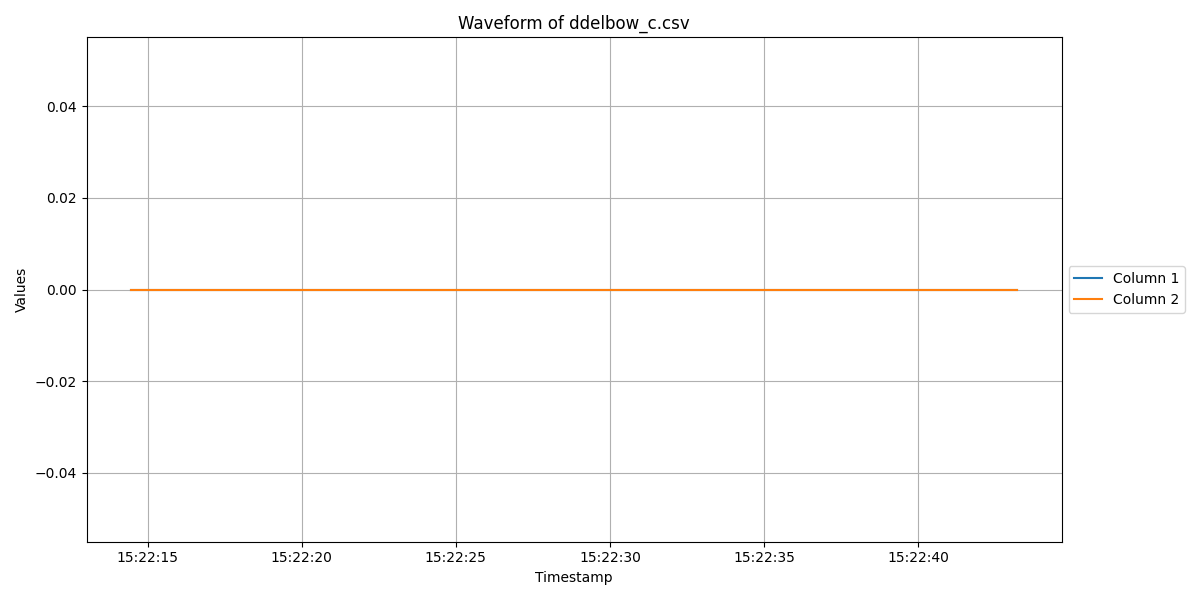 Waveform of ddelbow_c.csv
0.04
0.02
0.00
−0.02
−0.04
Values
15:22:15 15:22:20 15:22:25 15:22:30 15:22:35 15:22:40
Timestamp
Column 1
Column 2